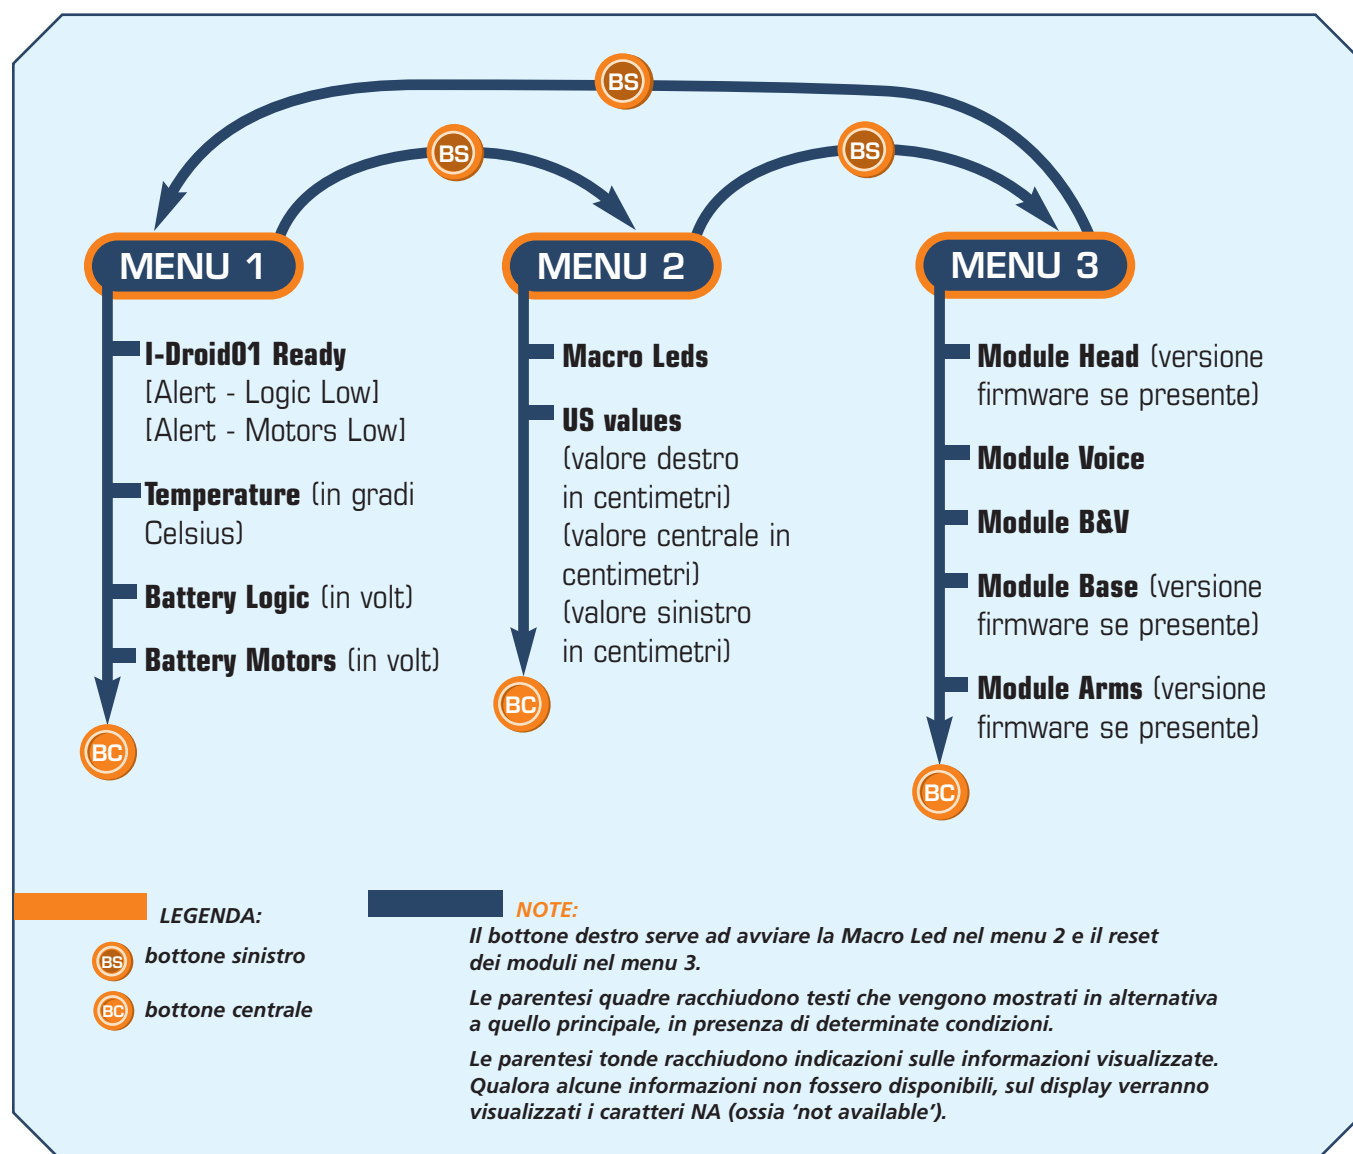 BS
BS
BS
MENU 1
I-Droid01 Ready
[Alert - Logic Low]
[Alert - Motors Low]
Temperature (in gradi
Celsius)
Battery Logic (in volt)
Battery Motors (in volt)
BC
MENU 2
Macro Leds
US values
(valore destro
in centimetri)
(valore centrale in
centimetri)
(valore sinistro
in centimetri)
BC
MENU 3
Module Head (versione
firmware se presente)
Module Voice
Module B&V
Module Base (versione
firmware se presente)
Module Arms (versione
firmware se presente)
BC
LEGENDA:
BS bottone sinistro
BC bottone centrale
NOTE:
Il bottone destro serve ad avviare la Macro Led nel menu 2 e il reset
dei moduli nel menu 3.
Le parentesi quadre racchiudono testi che vengono mostrati in alternativa
a quello principale, in presenza di determinate condizioni.
Le parentesi tonde racchiudono indicazioni sulle informazioni visualizzate.
Qualora alcune informazioni non fossero disponibili, sul display verranno
visualizzati i caratteri NA (ossia ‘not available’).